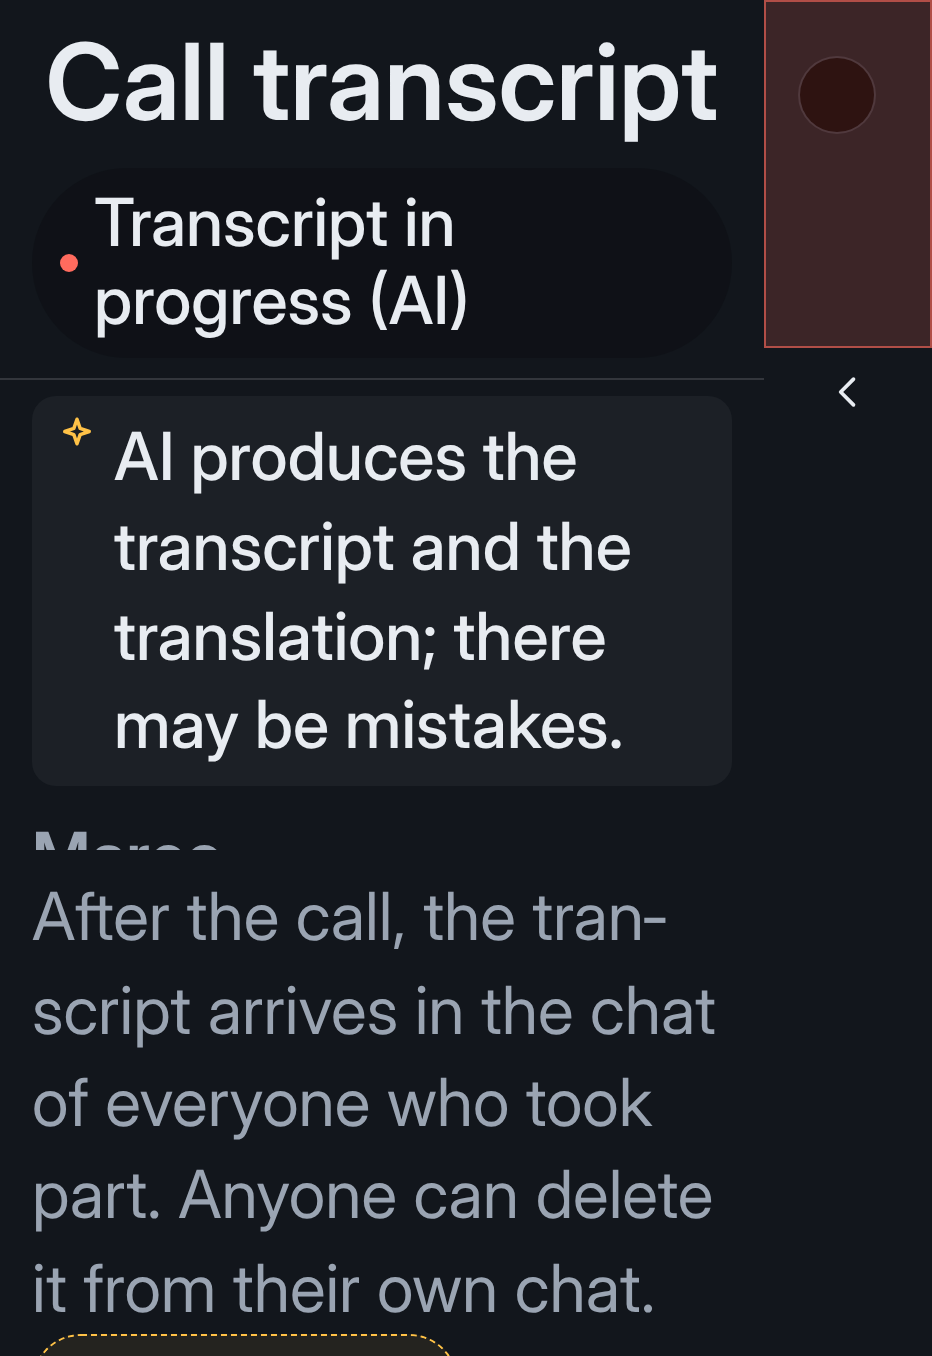 Call transcript
Transcript in
progress (AI)
AI produces the
transcript and the
translation; there
may be mistakes.
After the call, the tran-
script arrives in the chat
of everyone who took
part. Anyone can delete
it from their own chat.